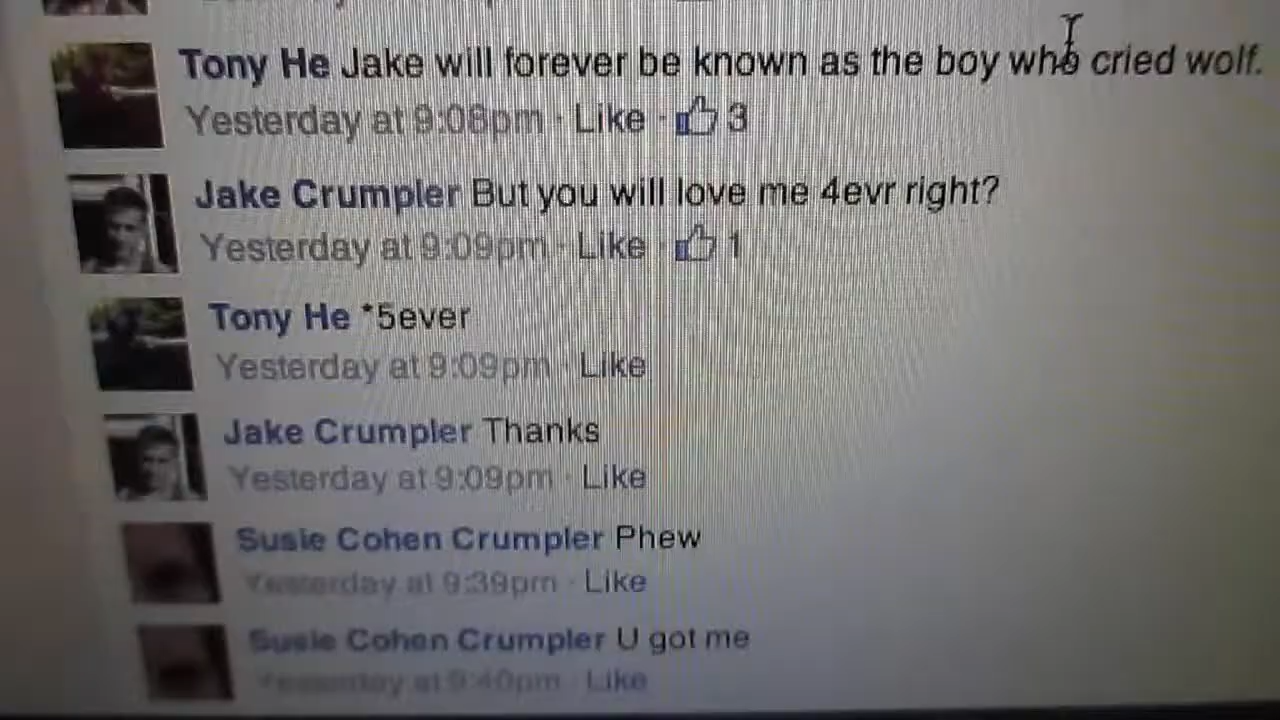 Tony He Jake will forever be known as the boy who cried wolf.
Yesterday at 9:08pm · Like · 3
Jake Crumpler But you will love me 4evr right?
Yesterday at 9:09pm · Like · 1
Tony He *5ever
Yesterday at 9:09pm · Like
Jake Crumpler Thanks
Yesterday at 9:09pm · Like
Susie Cohen Crumpler Phew
Yesterday at 9:39pm · Like
Susie Cohen Crumpler U got me
Yesterday at 9:40pm · Like